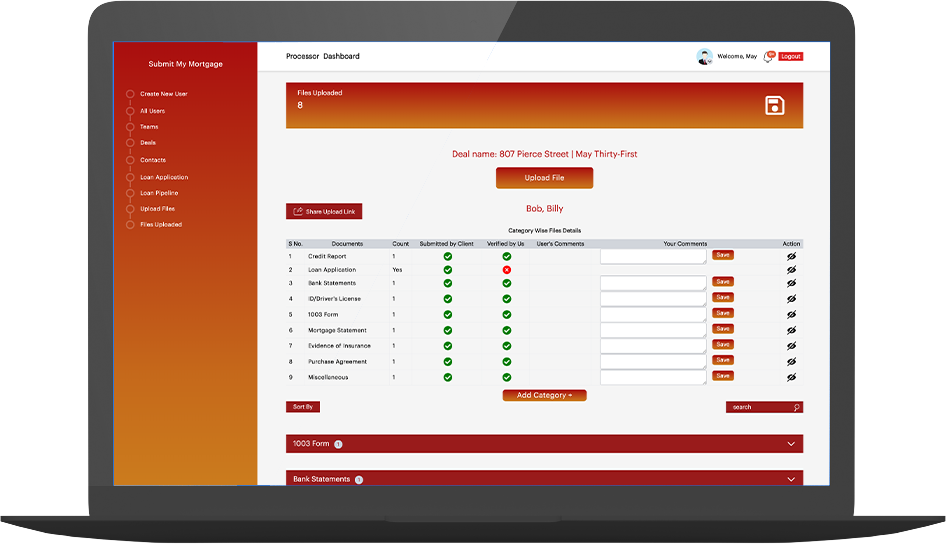 Submit My Mortgage
Create New User
All Users
Teams
Deals
Contacts
Loan Application
Loan Pipeline
Upload Files
Files Uploaded
Processor Dashboard
Welcome, May
Logout
Files Uploaded
8
Deal name: 807 Pierce Street | May Thirty-First
Upload File
Share Upload Link
Bob, Billy
Category Wise Files Details
S No. Documents Count Submitted by Client Verified by Us User's Comments Your Comments Action
1 Credit Report 1 Save
2 Loan Application Yes
3 Bank Statements 1 Save
4 ID/Driver's License 1 Save
5 1003 Form 1 Save
6 Mortgage Statement 1 Save
7 Evidence of Insurance 1 Save
8 Purchase Agreement 1 Save
9 Miscellaneous 1 Save
Add Category +
Sort By
search
1003 Form 1
Bank Statements 1